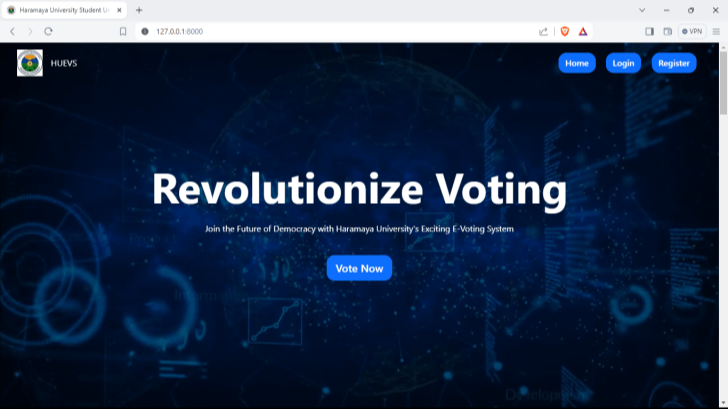 Haramaya University Student U
127.0.0.1:8000
VPN
HUEVS
Home
Login
Register
Revolutionize Voting
Join the Future of Democracy with Haramaya University's Exciting E-Voting System
Vote Now